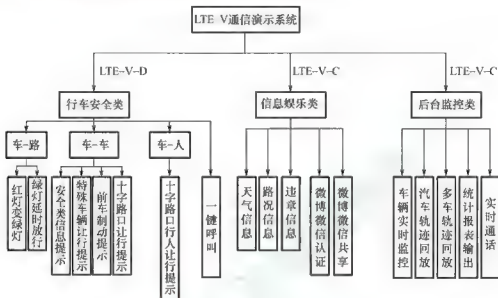 LTE-V通信演示系统
LTE-V-D
LTE-V-C
LTE-V-C
行车安全类
信息娱乐类
后台监控类
车-路
车-车
车-人
红灯变绿灯
绿灯延时放行
安全类信息提示
特殊车辆让行提示
前车制动提示
十字路口让行提示
十字路口行人让行提示
一键呼叫
天气信息
路况信息
违章信息
微博微信认证
微博微信共享
车辆实时监控
汽车轨迹回放
多车轨迹回放
统计报表输出
实时通话